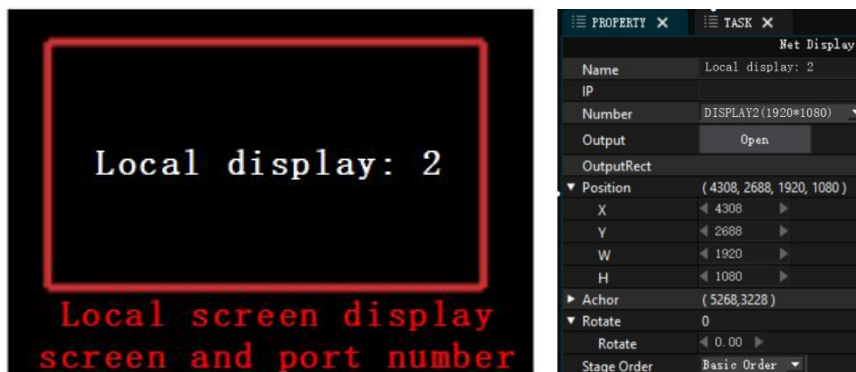 Local display: 2
Local screen display
screen and port number
PROPERTY X
TASK X
Net Display
Name Local display: 2
IP
Number DISPLAY2(1920*1080)
Output Open
OutputRect
Position (4308, 2688, 1920, 1080)
X 4308
Y 2688
W 1920
H 1080
Achor (5268,3228)
Rotate 0
Rotate 0.00
Stage Order Basic Order